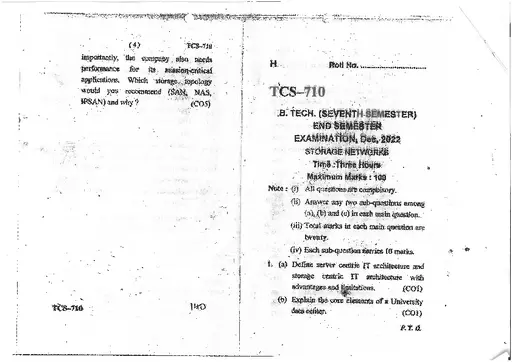 (4) TCS–710
importantly, the company also needs
performance for its mission-critical
applications. Which storage topology
would you recommend (SAN, NAS,
IPSAN) and why ? (CO5)
TCS–710
H Roll No. ........................
TCS–710
B. TECH. (SEVENTH SEMESTER)
END SEMESTER
EXAMINATION, Dec., 2022
STORAGE NETWORKS
Time : Three Hours
Maximum Marks : 100
Note : (i) All questions are compulsory.
(ii) Answer any two sub-questions among
(a), (b) and (c) in each main question.
(iii) Total marks in each main question are
twenty.
(iv) Each sub-question carries 10 marks.
1. (a) Define server centric IT architecture and
storage centric IT architecture with
advantages and limitations. (CO1)
(b) Explain the core elements of a University
data center. (CO1)
P. T. O.